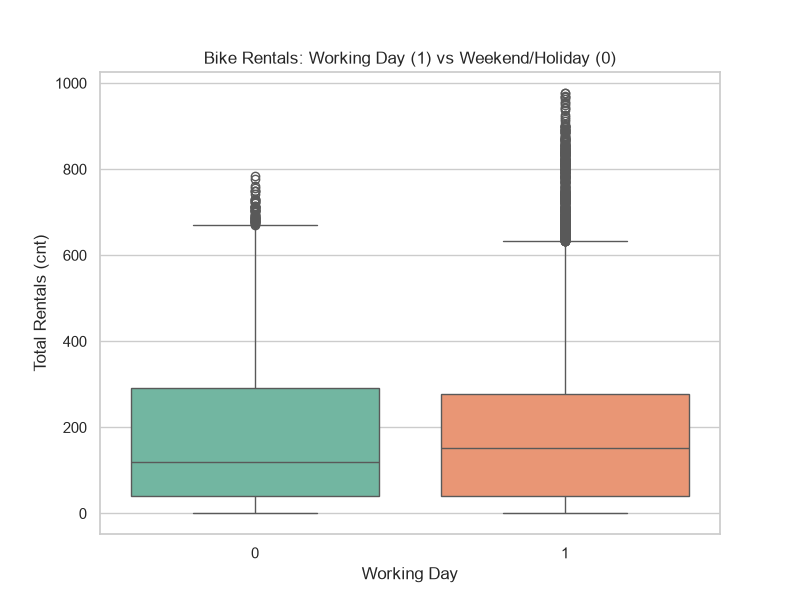 Bike Rentals: Working Day (1) vs Weekend/Holiday (0)
Total Rentals (cnt)
1000
800
600
400
200
0
0 1
Working Day